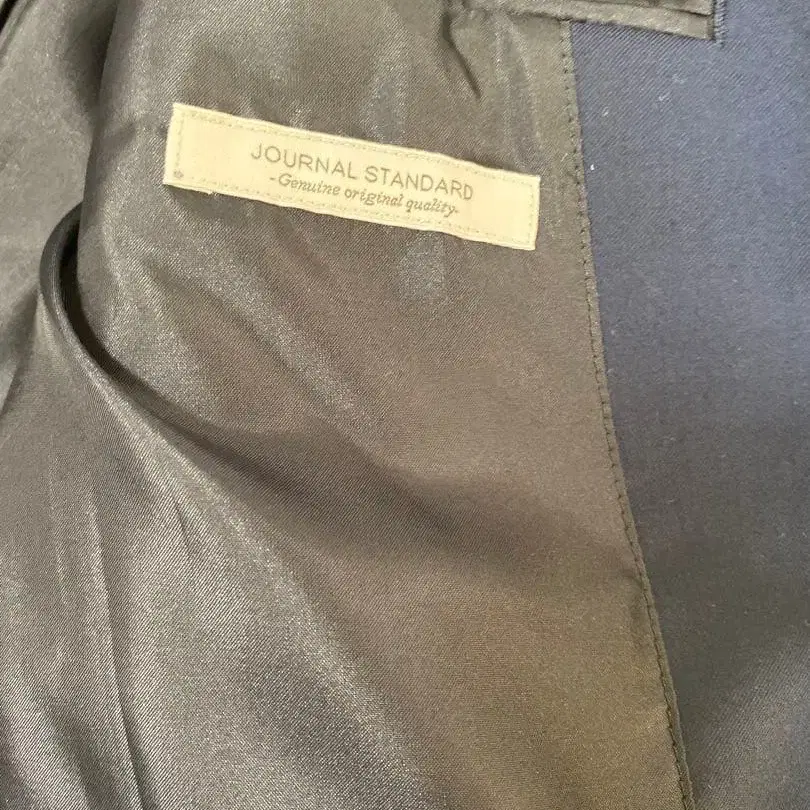 JOURNAL STANDARD
-Genuine original quality-